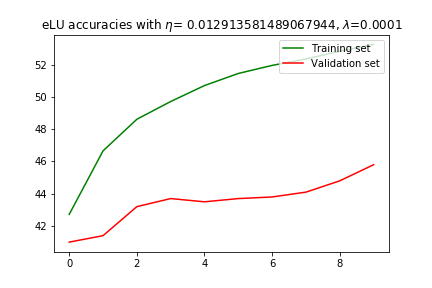 eLU accuracies with η= 0.012913581489067944, λ=0.0001
Training set
Validation set
52
50
48
46
44
42
0 2 4 6 8